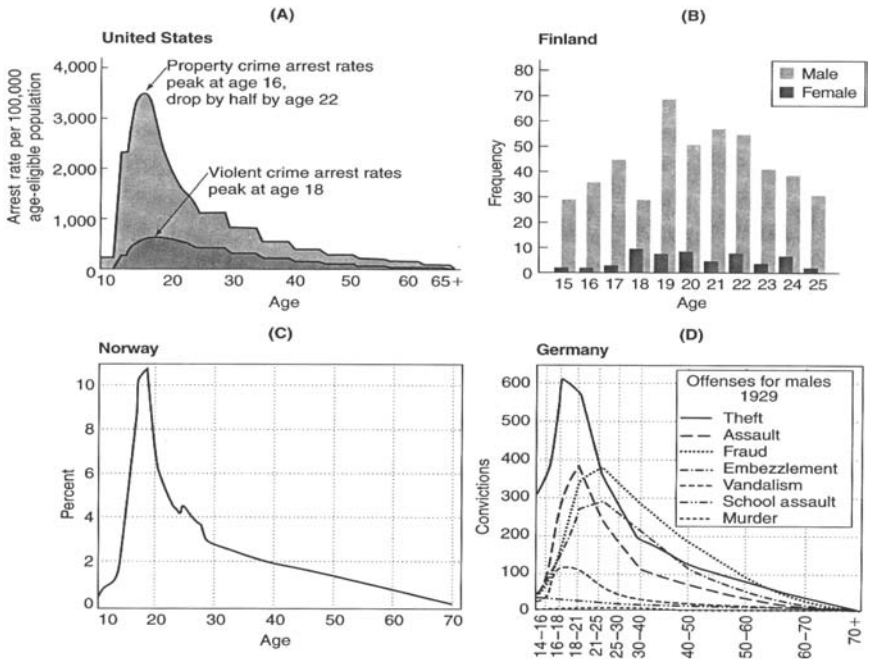 (A)
United States
Property crime arrest rates
peak at age 16,
drop by half by age 22
Violent crime arrest rates
peak at age 18
Arrest rate per 100,000
age-eligible population
4,000
3,000
2,000
1,000
0
10 20 30 40 50 60 65+
Age
(B)
Finland
Male
Female
Frequency
80
70
60
50
40
30
20
10
0
15 16 17 18 19 20 21 22 23 24 25
Age
(C)
Norway
Percent
10
8
6
4
2
0
10 20 30 40 50 60 70
Age
(D)
Germany
Offenses for males
1929
Theft
Assault
Fraud
Embezzlement
Vandalism
School assault
Murder
Convictions
600
500
400
300
200
100
0
14–16
16–18
18–21
21–25
25–30
30–40
40–50
50–60
60–70
70+